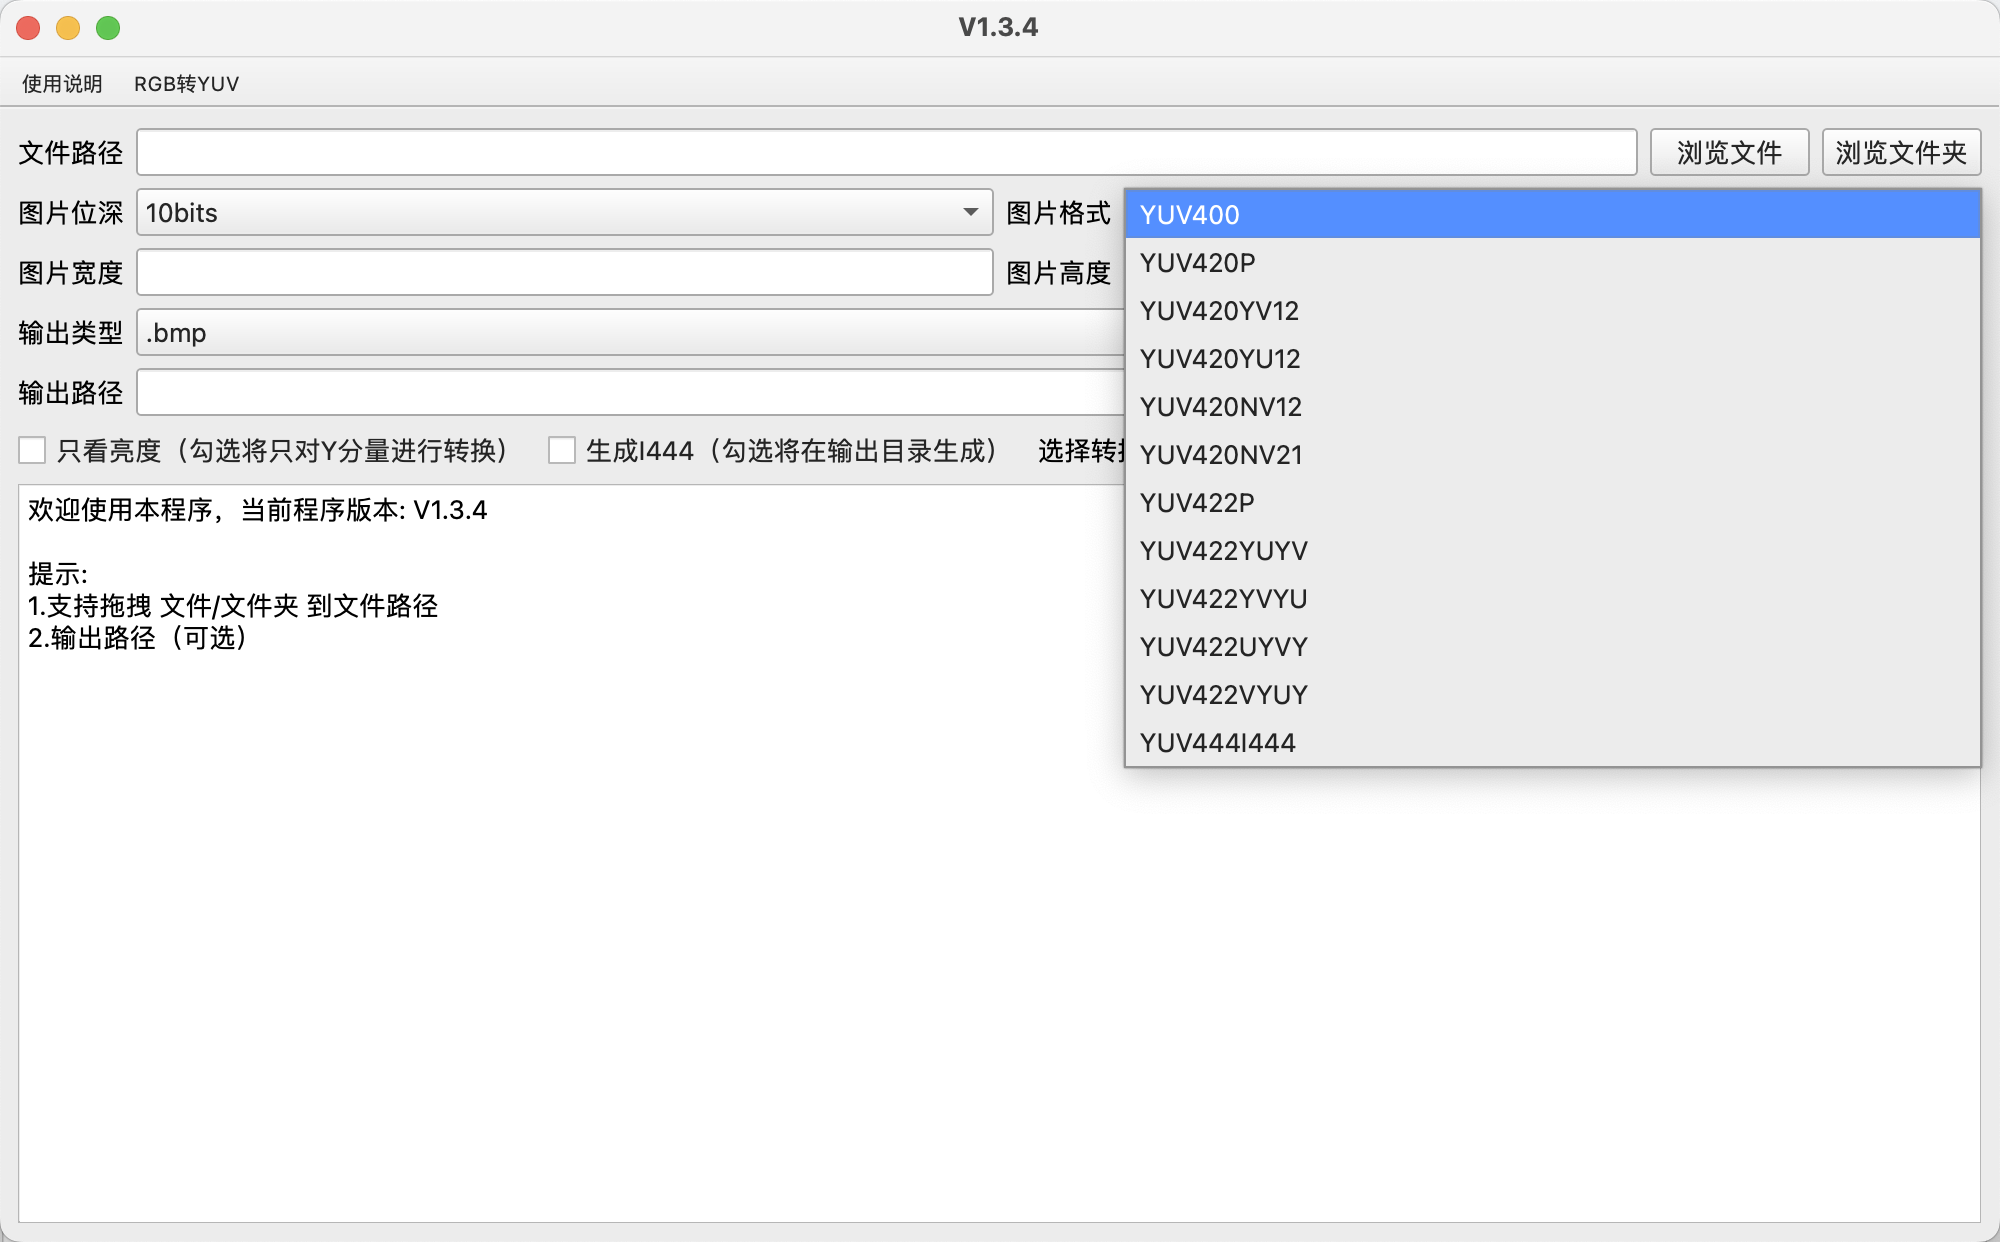 V1.3.4
使用说明 RGB转YUV
文件路径 浏览文件 浏览文件夹
图片位深 10bits 图片格式 YUV400
YUV420P
图片宽度 图片高度
YUV420YV12
输出类型 .bmp
YUV420YU12
输出路径
YUV420NV12
只看亮度（勾选将只对Y分量进行转换） 生成I444（勾选将在输出目录生成） 选择转
YUV420NV21
YUV422P
YUV422YUYV
YUV422YVYU
YUV422UYVY
YUV422VYUY
YUV444I444
欢迎使用本程序，当前程序版本: V1.3.4
提示:
1.支持拖拽 文件/文件夹 到文件路径
2.输出路径（可选）